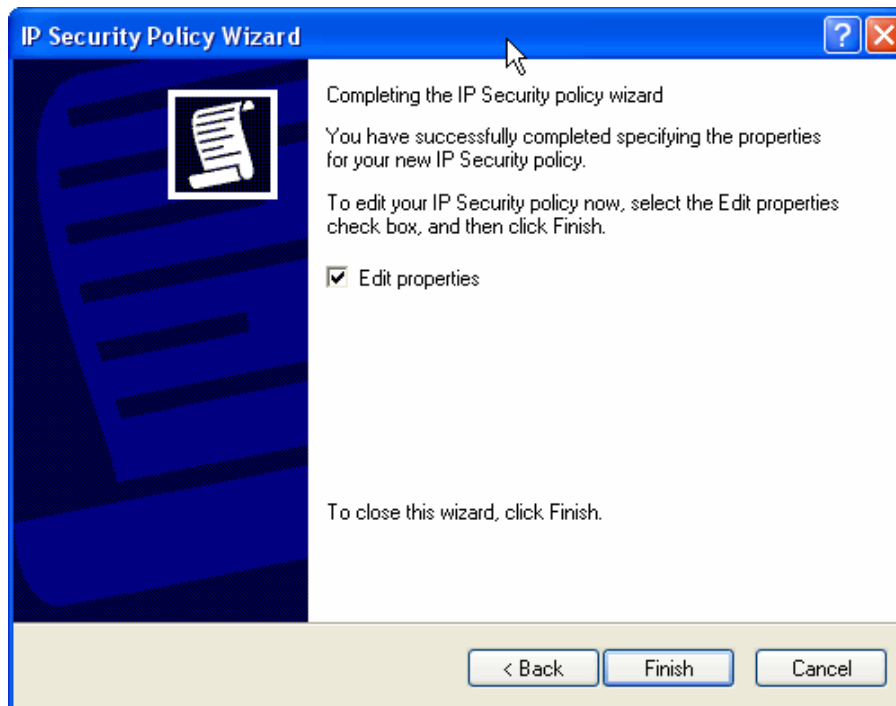 IP Security Policy Wizard
Completing the IP Security policy wizard
You have successfully completed specifying the properties
for your new IP Security policy.
To edit your IP Security policy now, select the Edit properties
check box, and then click Finish.
Edit properties
To close this wizard, click Finish.
< Back Finish Cancel